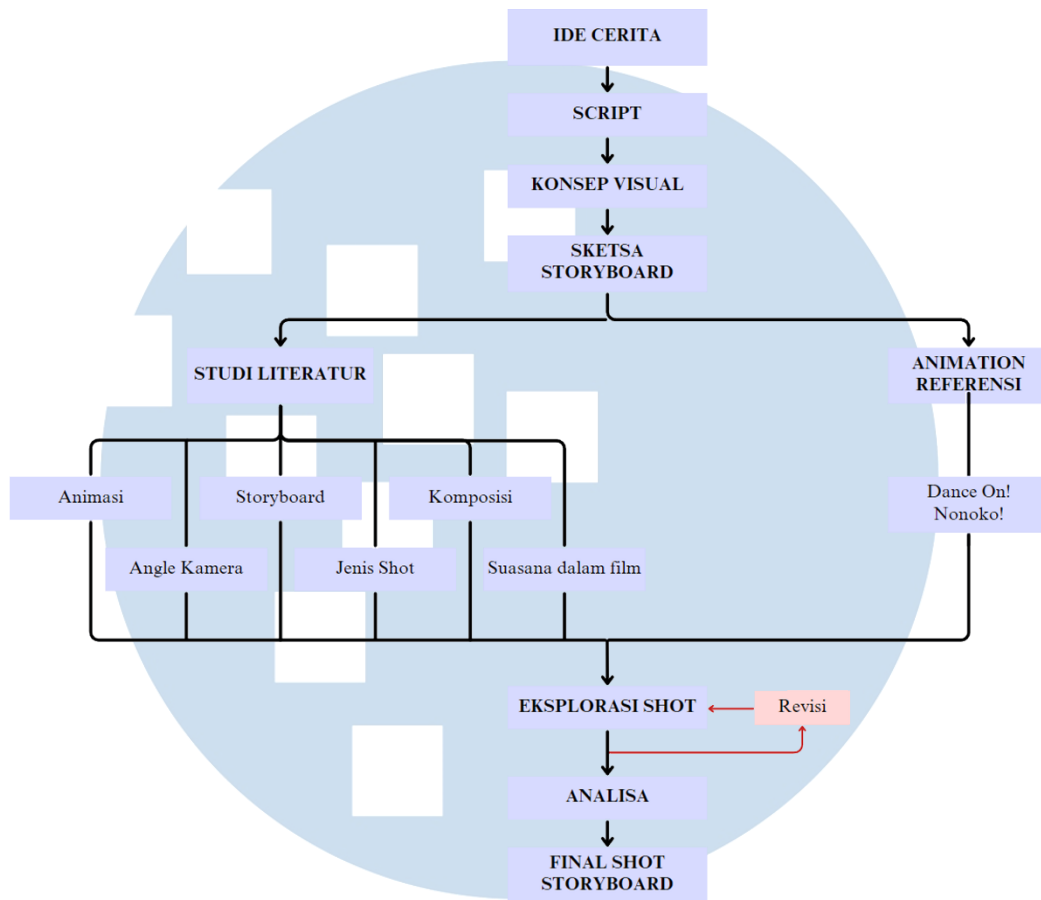 IDE CERITA
SCRIPT
KONSEP VISUAL
SKETSA
STORYBOARD
STUDI LITERATUR
ANIMATION
REFERENSI
Animasi
Storyboard
Komposisi
Dance On!
Nonoko!
Angle Kamera
Jenis Shot
Suasana dalam film
EKSPLORASI SHOT
Revisi
ANALISA
FINAL SHOT
STORYBOARD